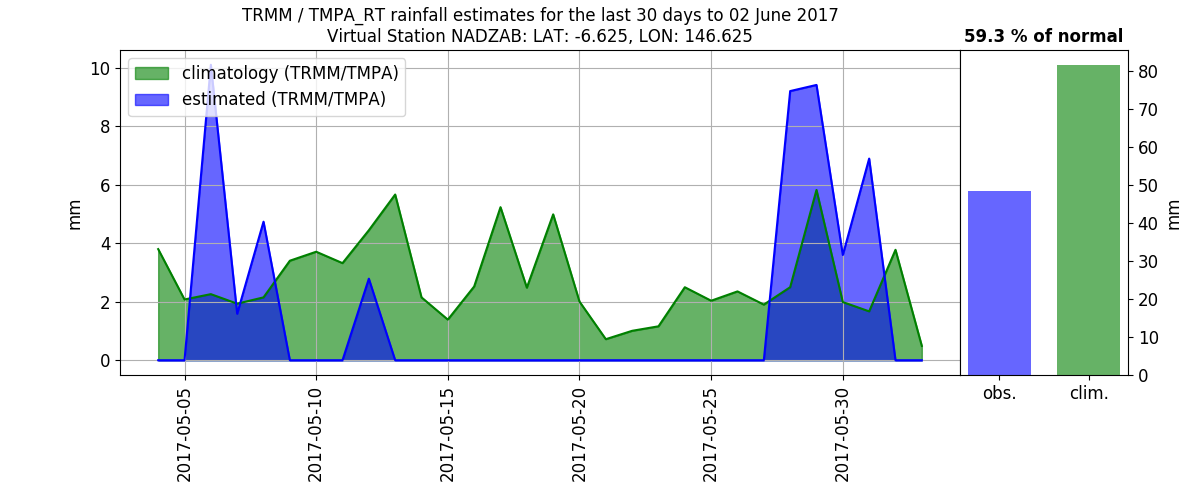 TRMM / TMPA_RT rainfall estimates for the last 30 days to 02 June 2017
Virtual Station NADZAB: LAT: -6.625, LON: 146.625
59.3 % of normal
climatology (TRMM/TMPA)
estimated (TRMM/TMPA)
10
8
6
4
2
0
mm
2017-05-05
2017-05-10
2017-05-15
2017-05-20
2017-05-25
2017-05-30
80
70
60
50
40
30
20
10
0
mm
obs.
clim.